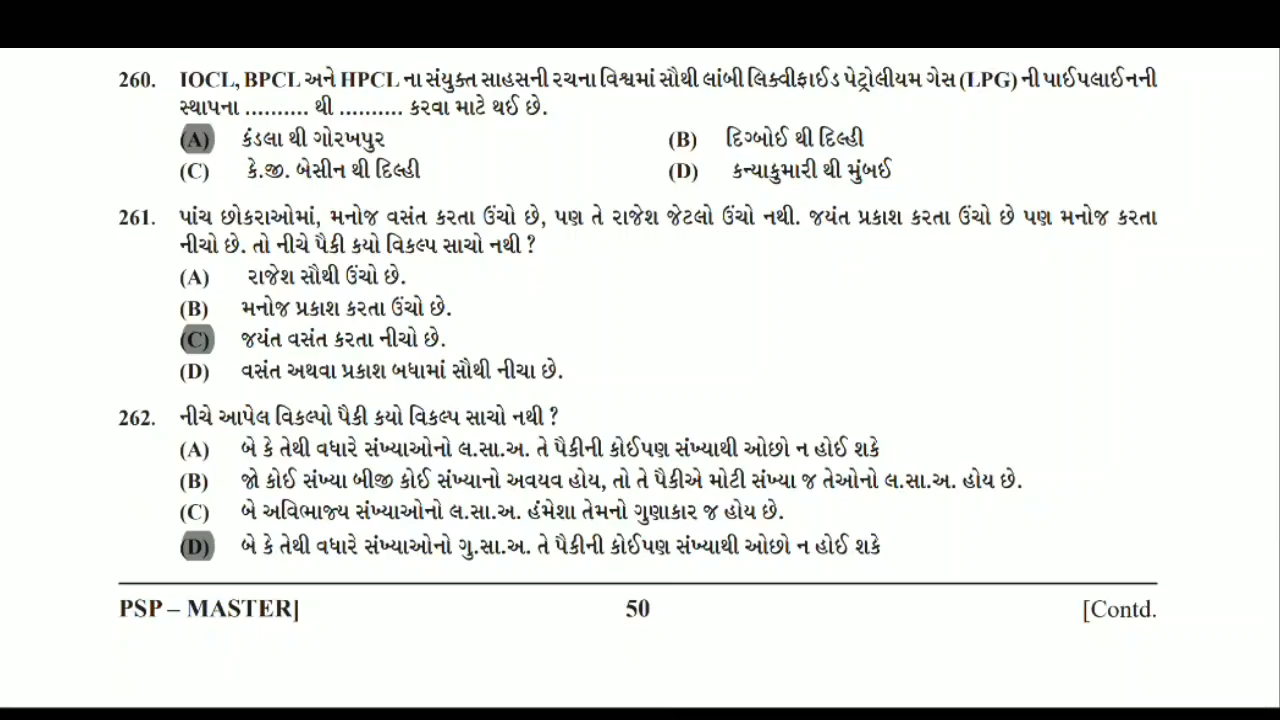 260. IOCL, BPCL અને HPCL ના સંયુક્ત સાહસની રચના વિશ્વમાં સૌથી લાંબી લિક્વીફાઈડ પેટ્રોલીયમ ગેસ (LPG) ની પાઈપલાઈનની
સ્થાપના .......... થી .......... કરવા માટે થઈ છે.
(A) કંડલા થી ગોરખપુર (B) દિગ્બોઈ થી દિલ્હી
(C) કે.જી. બેસીન થી દિલ્હી (D) કન્યાકુમારી થી મુંબઈ
261. પાંચ છોકરાઓમાં, મનોજ વસંત કરતા ઉંચો છે, પણ તે રાજેશ જેટલો ઉંચો નથી. જયંત પ્રકાશ કરતા ઉંચો છે પણ મનોજ કરતા
નીચો છે. તો નીચે પૈકી કયો વિકલ્પ સાચો નથી ?
(A) રાજેશ સૌથી ઉંચો છે.
(B) મનોજ પ્રકાશ કરતા ઉંચો છે.
(C) જયંત વસંત કરતા નીચો છે.
(D) વસંત અથવા પ્રકાશ બધામાં સૌથી નીચા છે.
262. નીચે આપેલ વિકલ્પો પૈકી કયો વિકલ્પ સાચો નથી ?
(A) બે કે તેથી વધારે સંખ્યાઓનો લ.સા.અ. તે પૈકીની કોઈપણ સંખ્યાથી ઓછો ન હોઈ શકે
(B) જો કોઈ સંખ્યા બીજી કોઈ સંખ્યાનો અવયવ હોય, તો તે પૈકીએ મોટી સંખ્યા જ તેઓનો લ.સા.અ. હોય છે.
(C) બે અવિભાજ્ય સંખ્યાઓનો લ.સા.અ. હંમેશા તેમનો ગુણાકાર જ હોય છે.
(D) બે કે તેથી વધારે સંખ્યાઓનો ગુ.સા.અ. તે પૈકીની કોઈપણ સંખ્યાથી ઓછો ન હોઈ શકે
PSP – MASTER] 50 [Contd.